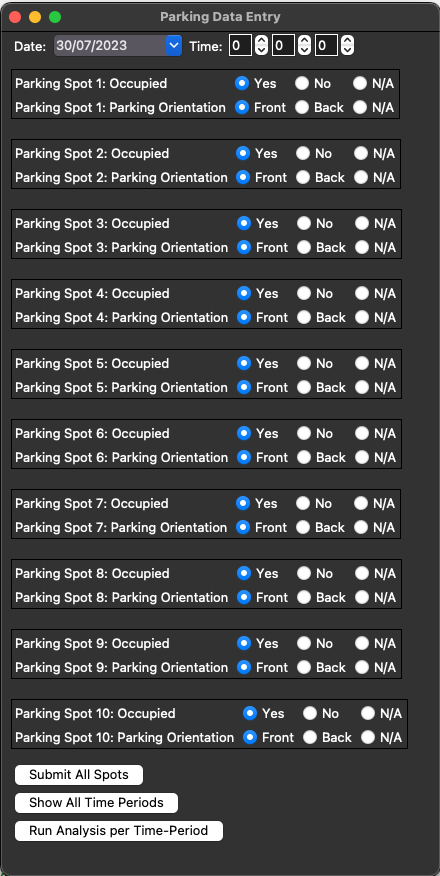 Parking Data Entry
Date: 30/07/2023 Time: 0 0 0
Parking Spot 1: Occupied Yes No N/A
Parking Spot 1: Parking Orientation Front Back N/A
Parking Spot 2: Occupied Yes No N/A
Parking Spot 2: Parking Orientation Front Back N/A
Parking Spot 3: Occupied Yes No N/A
Parking Spot 3: Parking Orientation Front Back N/A
Parking Spot 4: Occupied Yes No N/A
Parking Spot 4: Parking Orientation Front Back N/A
Parking Spot 5: Occupied Yes No N/A
Parking Spot 5: Parking Orientation Front Back N/A
Parking Spot 6: Occupied Yes No N/A
Parking Spot 6: Parking Orientation Front Back N/A
Parking Spot 7: Occupied Yes No N/A
Parking Spot 7: Parking Orientation Front Back N/A
Parking Spot 8: Occupied Yes No N/A
Parking Spot 8: Parking Orientation Front Back N/A
Parking Spot 9: Occupied Yes No N/A
Parking Spot 9: Parking Orientation Front Back N/A
Parking Spot 10: Occupied Yes No N/A
Parking Spot 10: Parking Orientation Front Back N/A
Submit All Spots
Show All Time Periods
Run Analysis per Time-Period